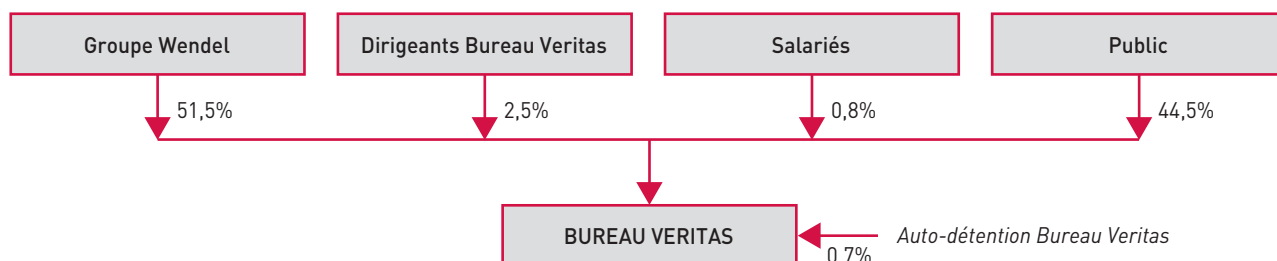 Groupe Wendel
Dirigeants Bureau Veritas
Salariés
Public
51,5%
2,5%
0,8%
44,5%
BUREAU VERITAS
Auto-détention Bureau Veritas
0,7%